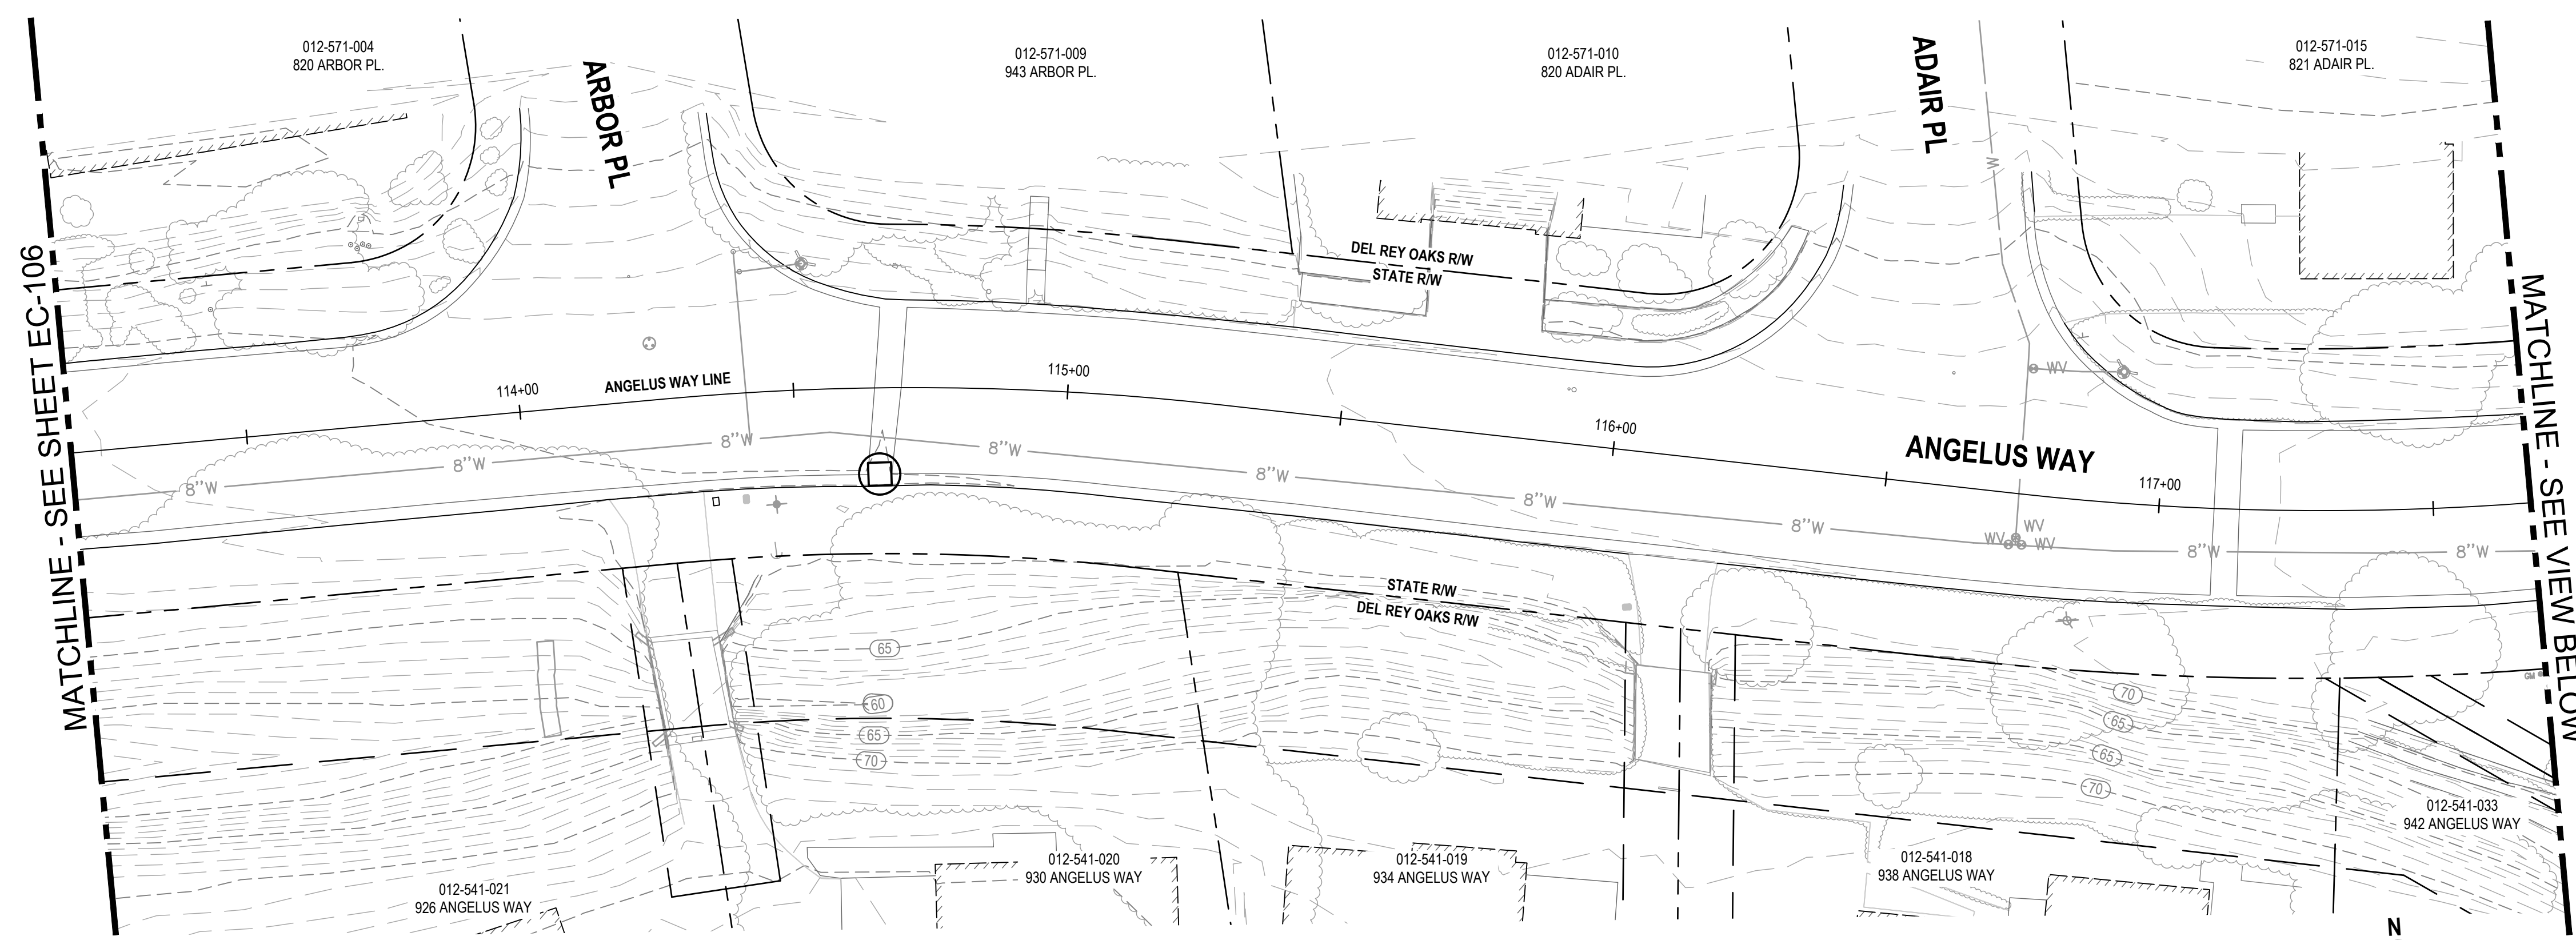 012-571-004
820 ARBOR PL.
ARBOR PL
012-571-009
943 ARBOR PL.
012-571-010
820 ADAIR PL.
ADAIR PL
012-571-015
821 ADAIR PL.
W
MATCHLINE - SEE SHEET EC-106
MATCHLINE - SEE VIEW BELOW
DEL REY OAKS R/W
STATE R/W
114+00
ANGELUS WAY LINE
115+00
116+00
ANGELUS WAY
117+00
WV
8"W
8"W
8"W
8"W
8"W
8"W
8"W
8"W
8"W
WV
WV
WV
STATE R/W
DEL REY OAKS R/W
65
60
65
70
70
65
65
70
GM
012-541-021
926 ANGELUS WAY
012-541-020
930 ANGELUS WAY
012-541-019
934 ANGELUS WAY
012-541-018
938 ANGELUS WAY
012-541-033
942 ANGELUS WAY
N